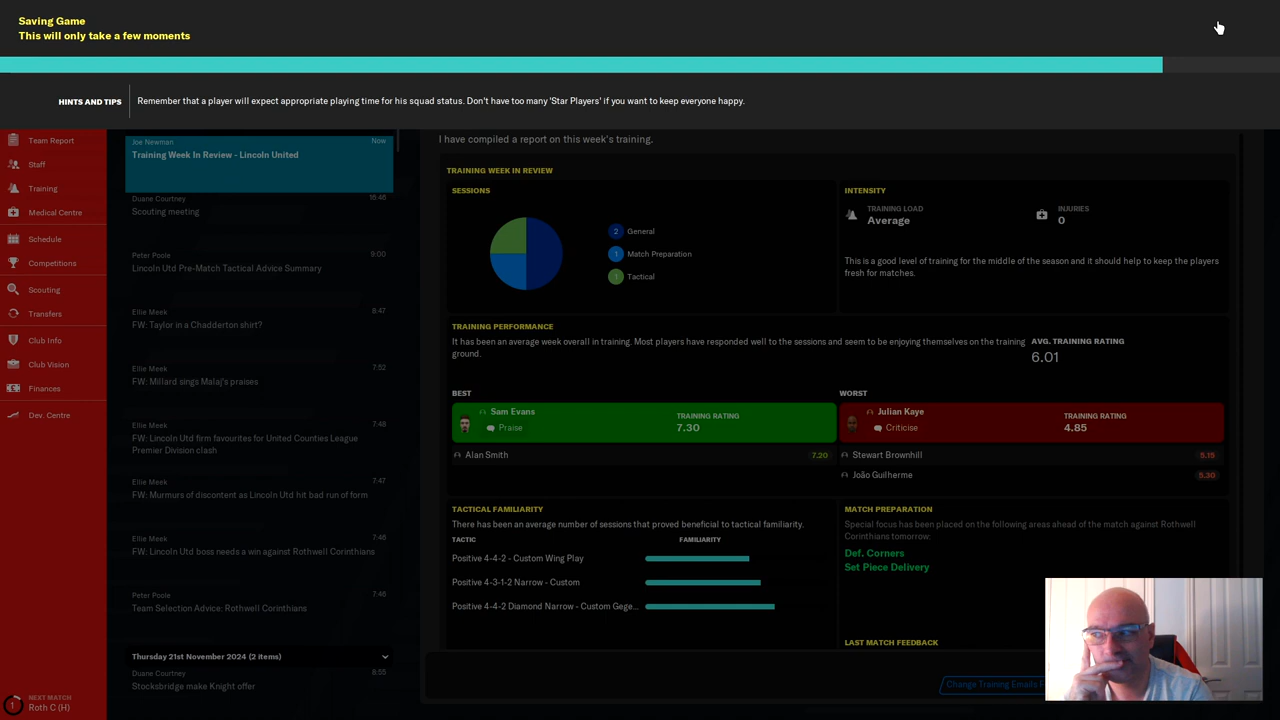 Saving Game
This will only take a few moments
HINTS AND TIPS
Remember that a player will expect appropriate playing time for his squad status. Don't have too many 'Star Players' if you want to keep everyone happy.
Team Report
Staff
Training
Medical Centre
Schedule
Competitions
Scouting
Transfers
Club Info
Club Vision
Finances
Dev. Centre
1
NEXT MATCH
Roth C (H)
Joe Newman
Now
Training Week In Review - Lincoln United
Duane Courtney
18:46
Scouting meeting
Peter Poole
9:00
Lincoln Utd Pre-Match Tactical Advice Summary
Ellie Meek
8:47
FW: Taylor in a Chadderton shirt?
Ellie Meek
7:52
FW: Millard sings Malaj's praises
Ellie Meek
7:48
FW: Lincoln Utd firm favourites for United Counties League
Premier Division clash
Ellie Meek
7:47
FW: Murmurs of discontent as Lincoln Utd hit bad run of form
Ellie Meek
7:46
FW: Lincoln Utd boss needs a win against Rothwell Corinthians
Peter Poole
7:46
Team Selection Advice: Rothwell Corinthians
Thursday 21st November 2024 (2 items)
Duane Courtney
8:55
Stocksbridge make Knight offer
I have compiled a report on this week's training.
TRAINING WEEK IN REVIEW
SESSIONS
2 General
1 Match Preparation
1 Tactical
INTENSITY
TRAINING LOAD
Average
INJURIES
0
This is a good level of training for the middle of the season and it should help to keep the players
fresh for matches.
TRAINING PERFORMANCE
It has been an average week overall in training. Most players have responded well to the sessions and seem to be enjoying themselves on the training
ground.
AVG. TRAINING RATING
6.01
BEST
Sam Evans
Praise
TRAINING RATING
7.30
Alan Smith
7.20
WORST
Julian Kaye
Criticise
TRAINING RATING
4.85
Stewart Brownhill
5.15
João Guilherme
5.30
TACTICAL FAMILIARITY
There has been an average number of sessions that proved beneficial to tactical familiarity.
TACTIC
FAMILIARITY
Positive 4-4-2 - Custom Wing Play
Positive 4-3-1-2 Narrow - Custom
Positive 4-4-2 Diamond Narrow - Custom Gege...
MATCH PREPARATION
Special focus has been placed on the following areas ahead of the match against Rothwell
Corinthians tomorrow:
Def. Corners
Set Piece Delivery
LAST MATCH FEEDBACK
Change Training Emails